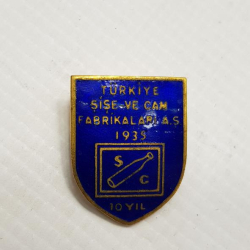 TÜRKİYE
ŞİŞE VE CAM
FABRİKALARI A.Ş
1935
Ş
C
10 YIL